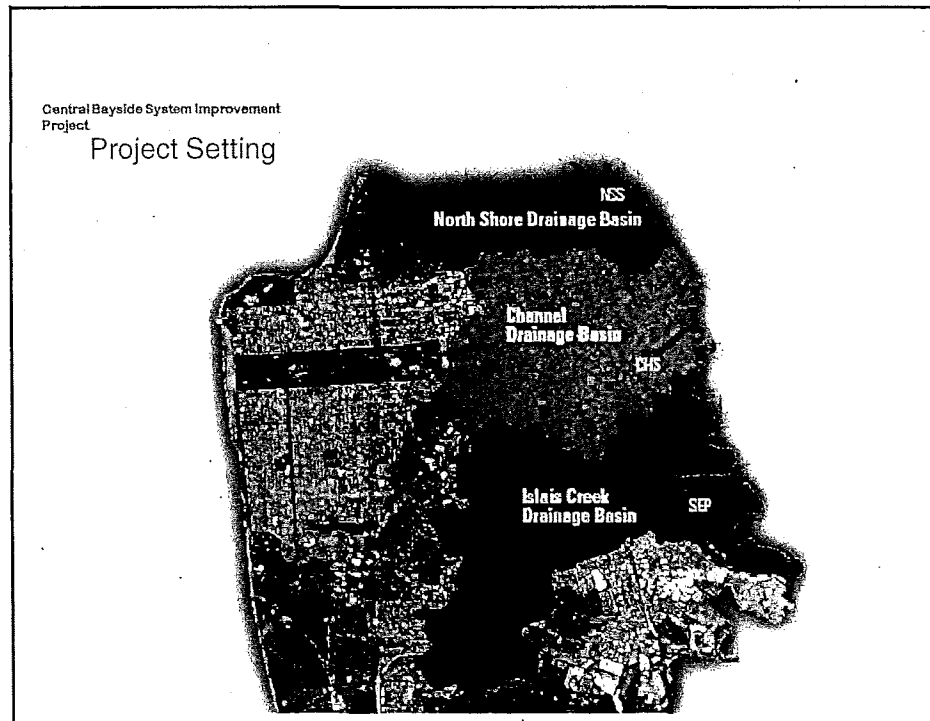 Central Bayside System Improvement
Project
Project Setting
NSS
North Shore Drainage Basin
Channel
Drainage Basin
CHS
Islais Creek
Drainage Basin
SEP